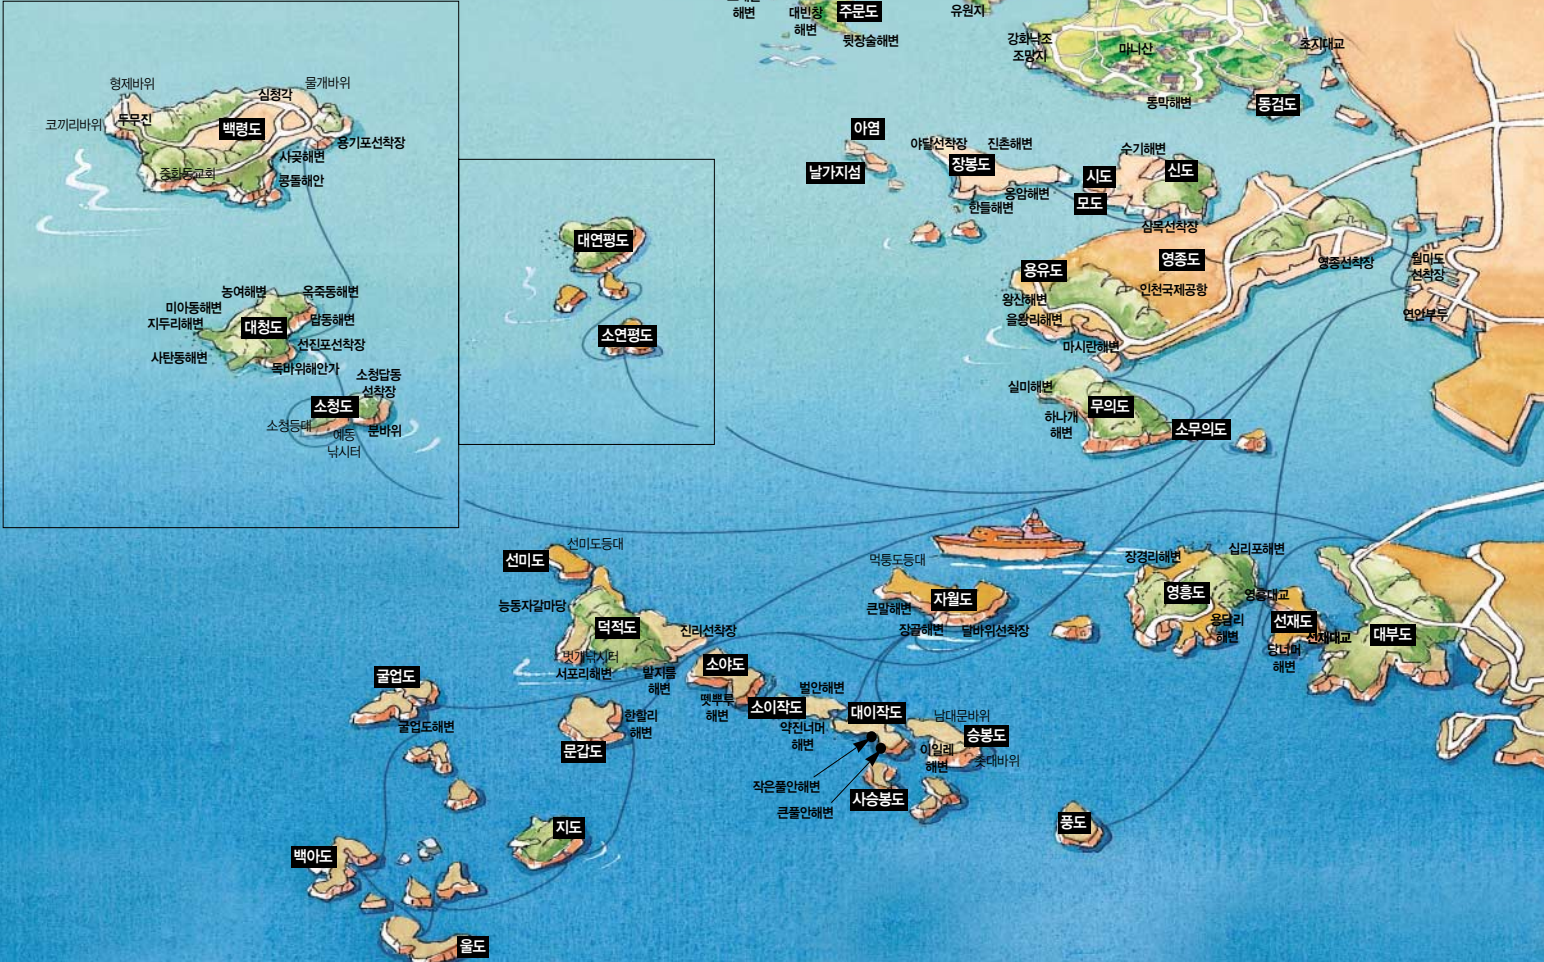 해변
대빈창
해변
주문도
뒷장술해변
유원지
강화낚조
조망지
마니산
초지대교
동막해변
동검도
형제바위
물개바위
심청각
코끼리바위
두무진
백령도
용기포선착장
사곶해변
중화동교회
콩돌해안
아염
날가지섬
야달선착장
진촌해변
장봉도
옹암해변
한들해변
수기해변
시도
신도
모도
삼목선착장
대연평도
소연평도
용유도
영종도
영종선착장
월미도
선착장
인천국제공항
왕산해변
을왕리해변
연안부두
마시란해변
농여해변
옥죽동해변
미아동해변
지두리해변
대청도
답동해변
선진포선착장
사탄동해변
독바위해안가
소청답동
선착장
소청도
소청등대
예동
낚시터
분바위
실미해변
무의도
하나개
해변
소무의도
선미도
선미도등대
먹통도등대
장경리해변
십리포해변
능동자갈마당
덕적도
진리선착장
큰말해변
자월도
장골해변
달바위선착장
영흥도
영흥대교
용담리
해변
선재도
선재대교
당너머
해변
대부도
벗개낚시터
서포리해변
밭지름
해변
소야도
뗏뿌루
해변
굴업도
굴업도해변
한할리
해변
문갑도
소이작도
벌안해변
약진너머
해변
대이작도
남대문바위
승봉도
이일레
해변
촛대바위
작은풀안해변
큰풀안해변
사승봉도
지도
풍도
백아도
울도